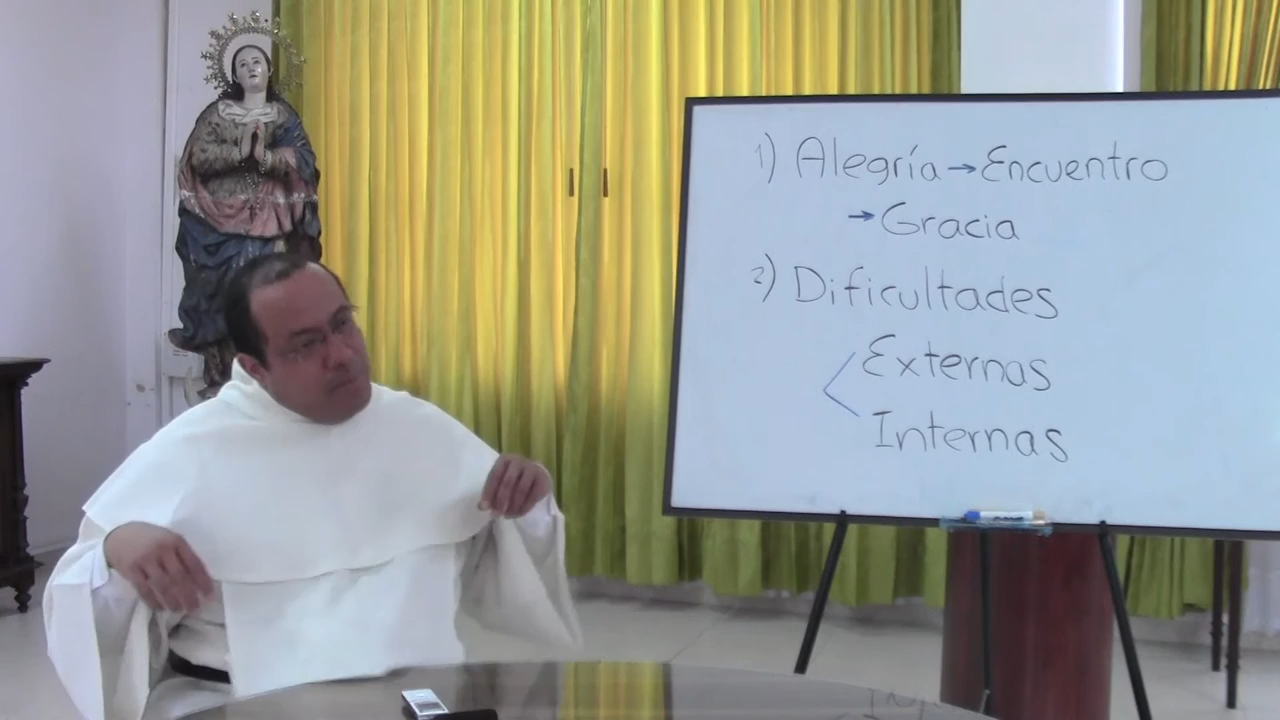 1) Alegría → Encuentro
→ Gracia
2) Dificultades
Externas
Internas